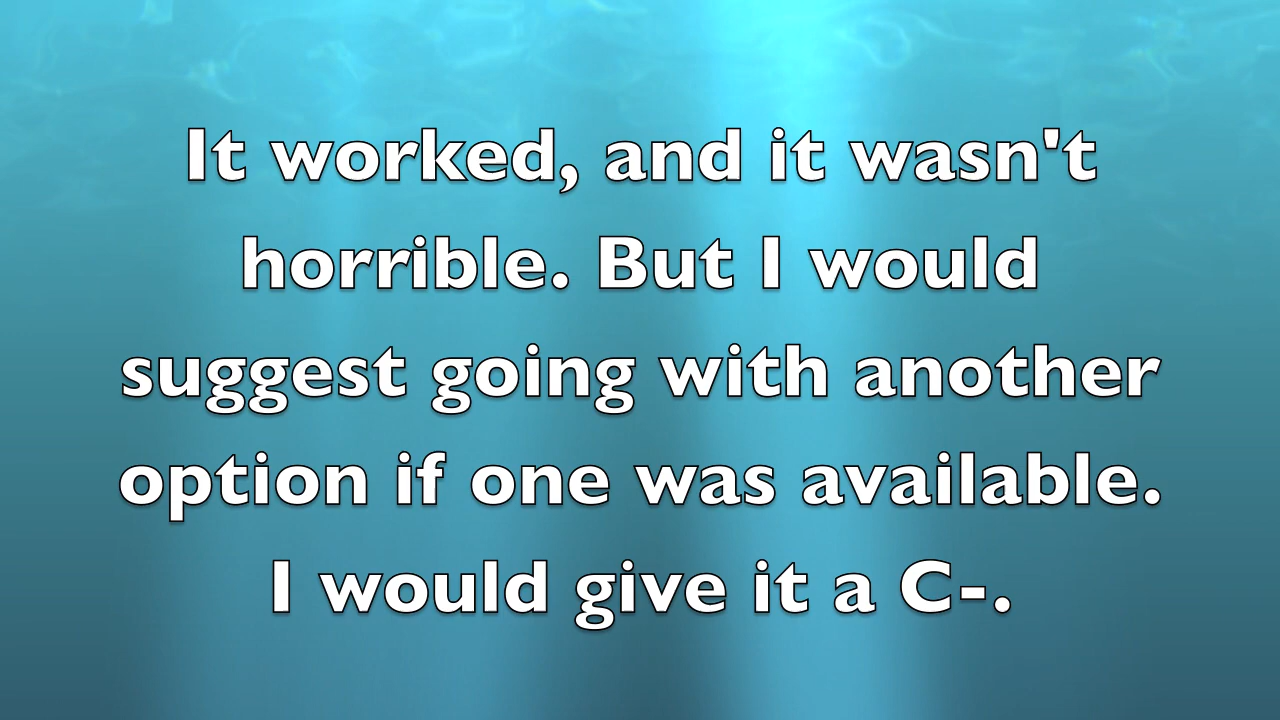 It worked, and it wasn't
horrible. But I would
suggest going with another
option if one was available.
I would give it a C-.